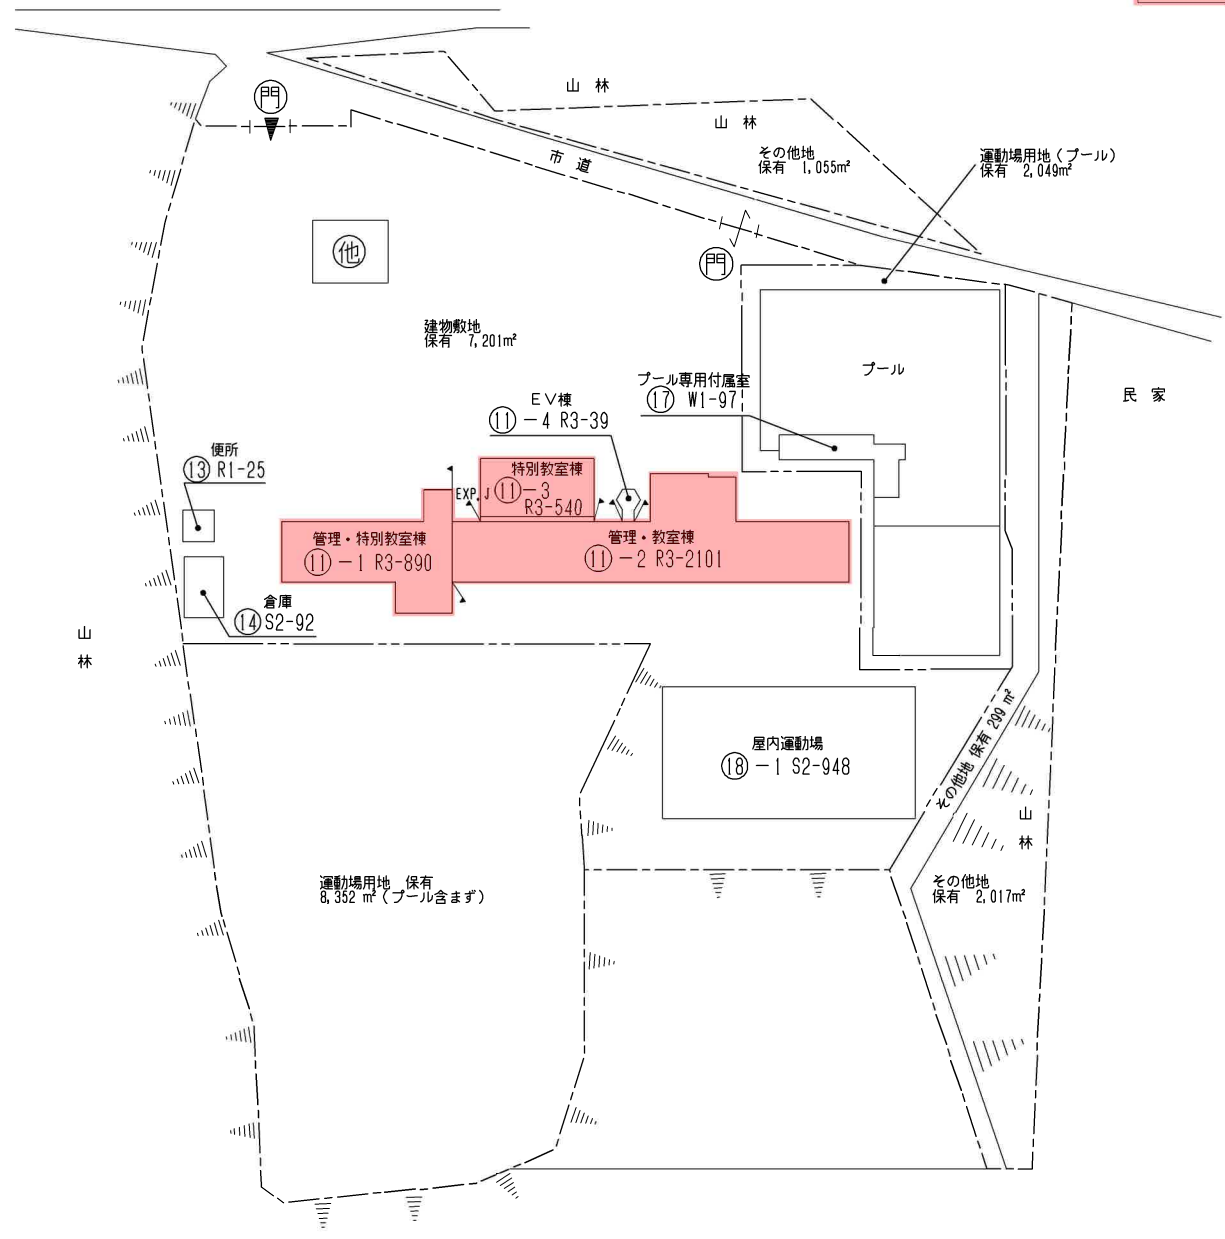 山林
門
山林
その他地
保有 1,055㎡
市道
運動場用地（プール）
保有 2,049㎡
他
門
建物敷地
保有 7,201㎡
プール
プール専用付属室
⑰ W1-97
民家
EV棟
⑪－4 R3-39
便所
⑬ R1-25
特別教室棟
EXP.J ⑪－3
R3-540
管理・特別教室棟
⑪－1 R3-890
管理・教室棟
⑪－2 R3-2101
倉庫
⑭ S2-92
山
林
その他地 保有 299 ㎡
屋内運動場
⑱－1 S2-948
山
林
運動場用地 保有
8,352 ㎡（プール含まず）
その他地
保有 2,017㎡